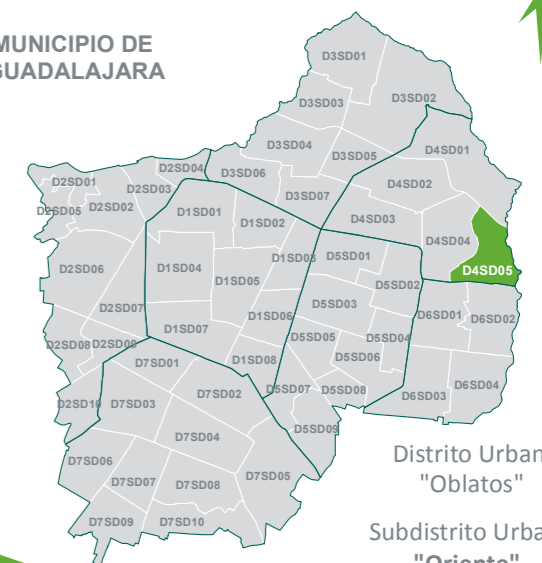 MUNICIPIO DE
GUADALAJARA
D3SD01
D3SD02
D3SD03
D3SD04
D4SD01
D3SD05
D2SD04
D3SD06
D2SD01
D2SD03
D4SD02
D3SD07
D2SD05
D2SD02
D1SD01
D1SD02
D4SD03
D4SD04
D1SD03
D5SD01
D2SD06
D1SD04
D4SD05
D1SD05
D5SD02
D5SD03
D2SD07
D1SD06
D6SD01
D6SD02
D1SD07
D5SD05
D5SD04
D2SD08
D2SD09
D5SD06
D7SD01
D1SD08
D6SD04
D5SD07
D5SD08
D7SD02
D6SD03
D2SD10
D7SD03
D5SD09
D7SD04
Distrito Urban
"Oblatos"
D7SD06
D7SD05
D7SD07
D7SD08
D7SD09
D7SD10
Subdistrito Urba
"Oriente"